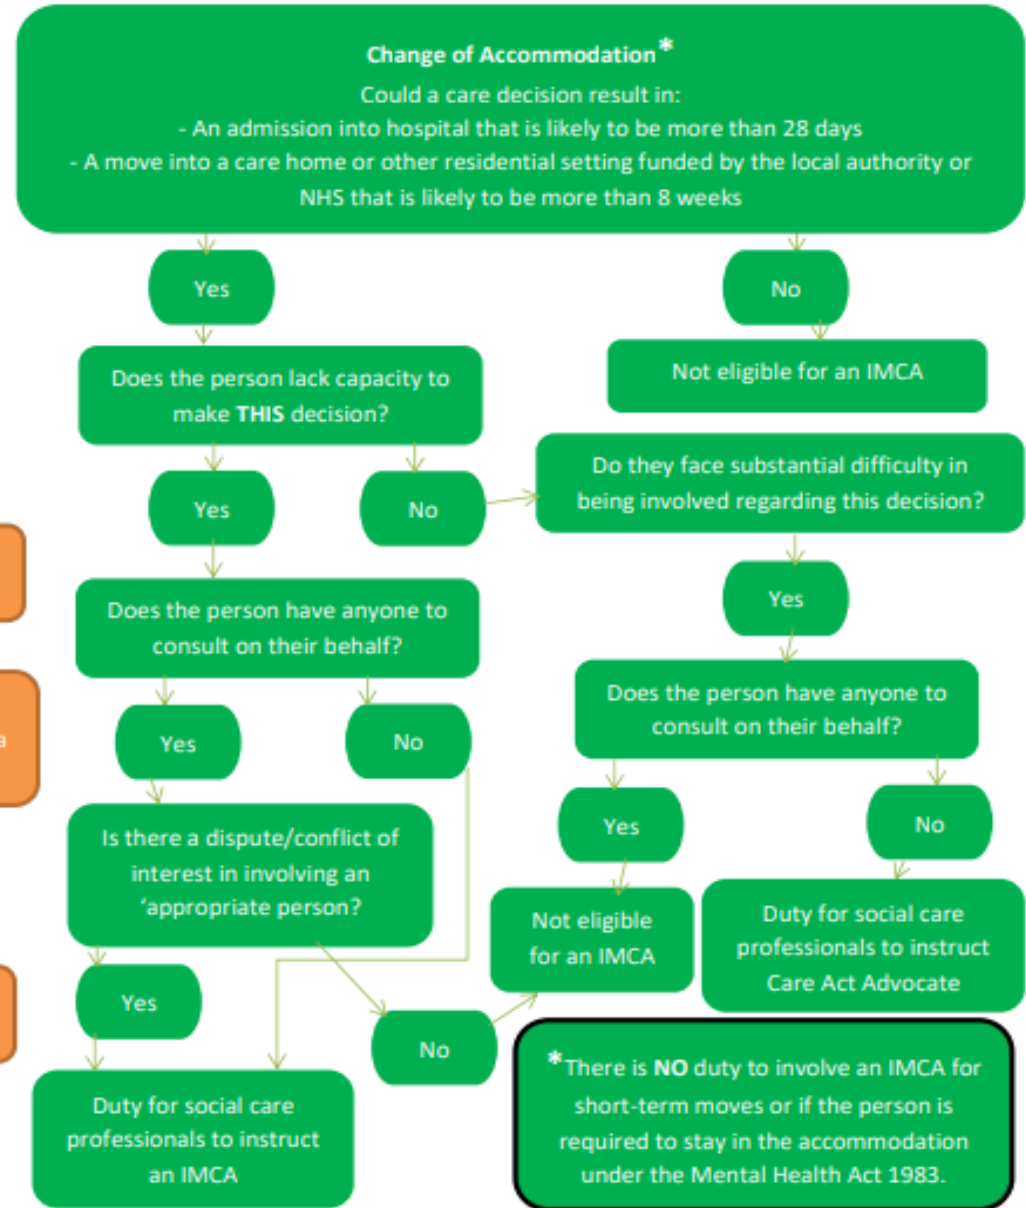 Change of Accommodation*
Could a care decision result in:
- An admission into hospital that is likely to be more than 28 days
- A move into a care home or other residential setting funded by the local authority or
NHS that is likely to be more than 8 weeks
Yes
No
Does the person lack capacity to
make THIS decision?
Not eligible for an IMCA
Yes
No
Do they face substantial difficulty in
being involved regarding this decision?
Does the person have anyone to
consult on their behalf?
Yes
Yes
No
Does the person have anyone to
consult on their behalf?
a
Is there a dispute/conflict of
interest in involving an
‘appropriate person?
Yes
No
Not eligible
for an IMCA
Duty for social care
professionals to instruct
Care Act Advocate
Yes
No
Duty for social care
professionals to instruct
an IMCA
*There is NO duty to involve an IMCA for
short-term moves or if the person is
required to stay in the accommodation
under the Mental Health Act 1983.